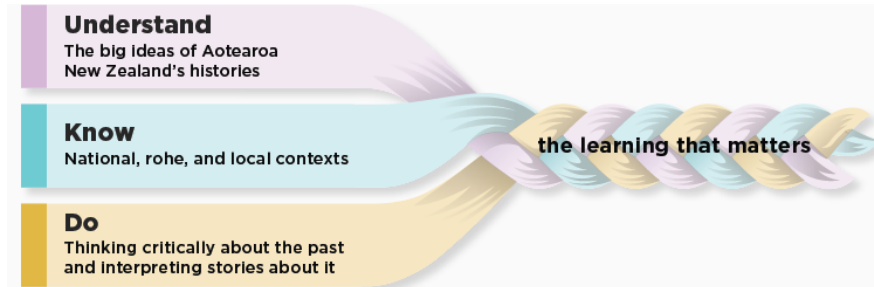 Understand
The big ideas of Aotearoa
New Zealand's histories
Know
National, rohe, and local contexts
Do
Thinking critically about the past
and interpreting stories about it
the learning that matters